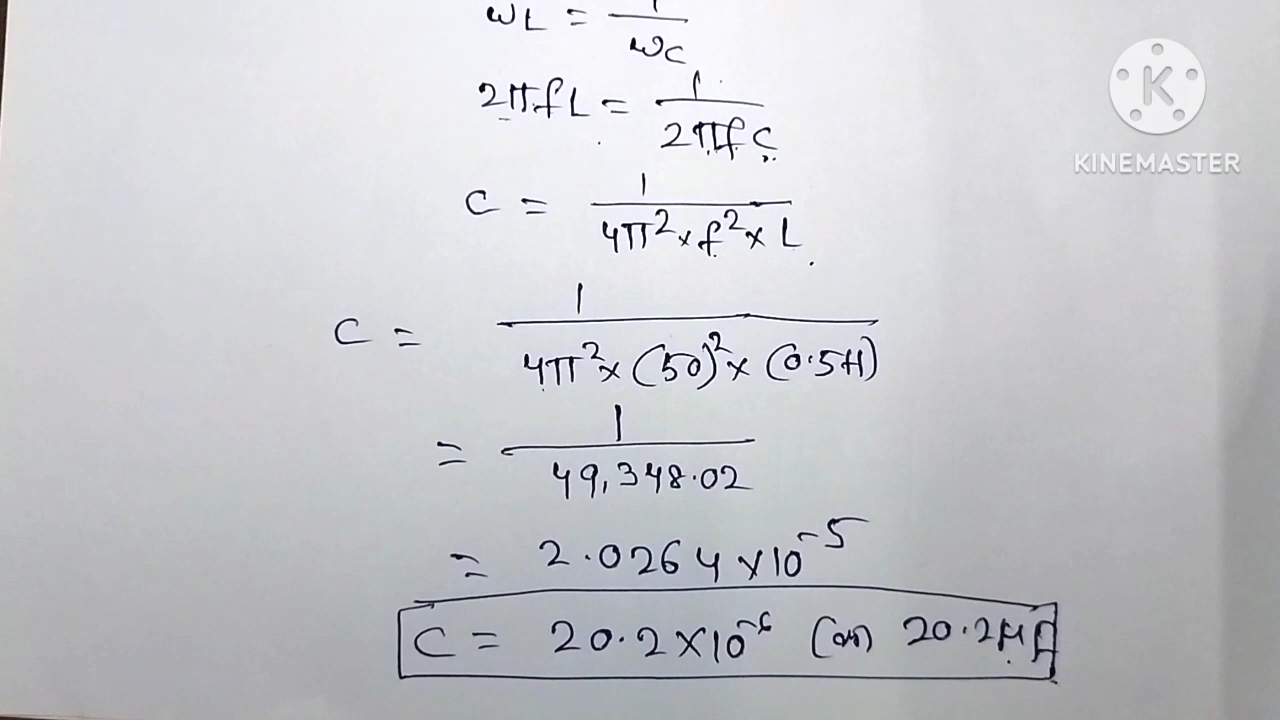 ωL = 1/ωC
2πfL = 1/2πfC
C = 1/4π²×f²×L
C = 1/4π²×(50)²×(0.5H)
= 1/49,348.02
= 2.0264×10⁻⁵
C = 20.2×10⁻⁶ (or) 20.2μF
K
KINEMASTER